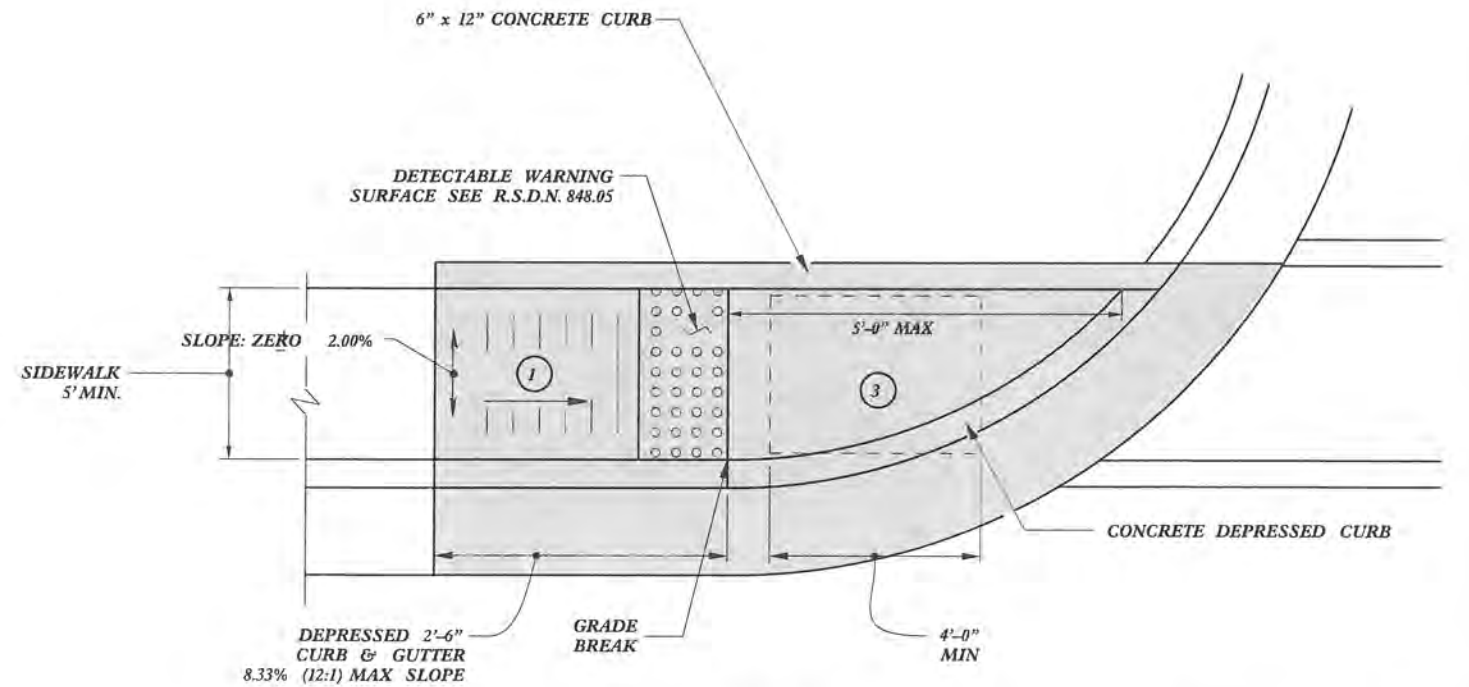 6" x 12" CONCRETE CURB
DETECTABLE WARNING
SURFACE SEE R.S.D.N. 848.05
5'-0" MAX
SLOPE: ZERO ± 2.00%
SIDEWALK
5' MIN.
1
3
CONCRETE DEPRESSED CURB
DEPRESSED 2'-6"
CURB & GUTTER
8.33% (12:1) MAX SLOPE
GRADE
BREAK
4'-0"
MIN